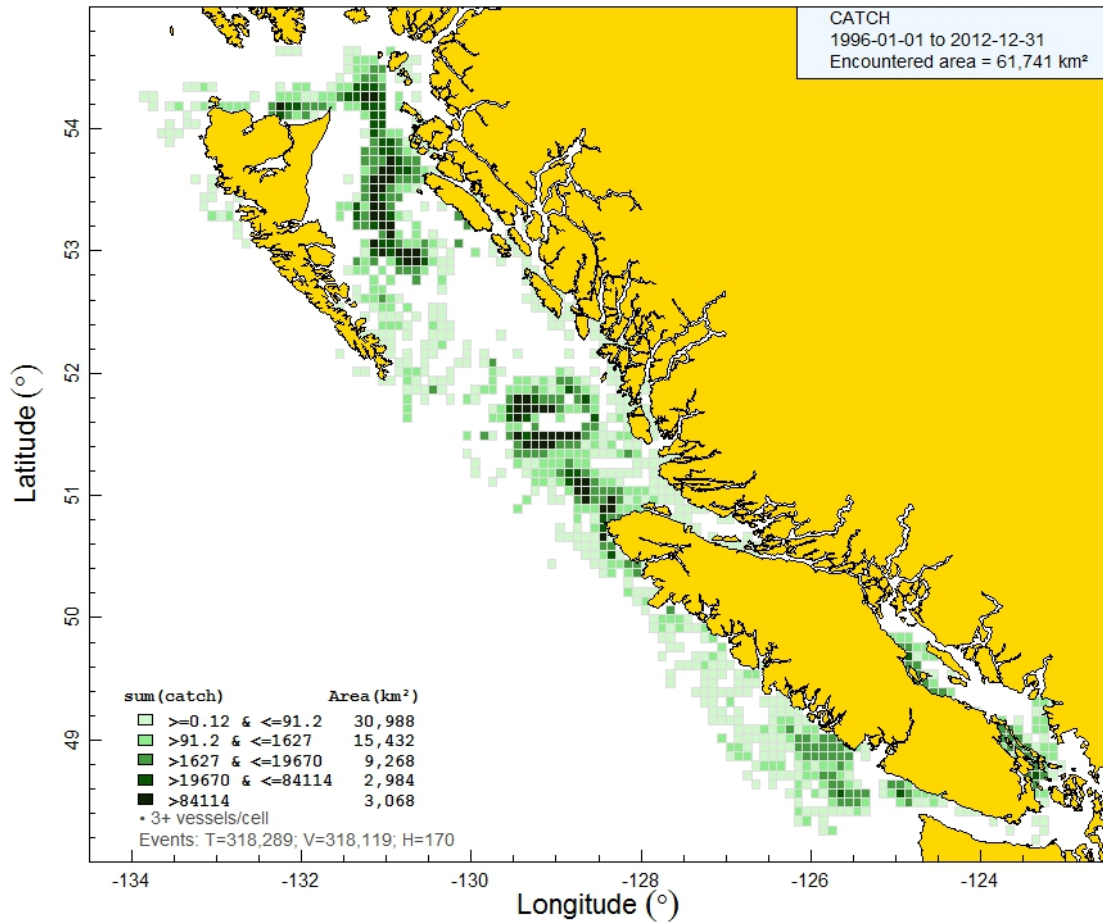 CATCH
1996-01-01 to 2012-12-31
Encountered area = 61,741 km²
54
53
52
51
50
49
Latitude (°)
sum(catch) Area(km²)
>=0.12 & <=91.2 30,988
>91.2 & <=1627 15,432
>1627 & <=19670 9,268
>19670 & <=84114 2,984
>84114 3,068
• 3+ vessels/cell
Events: T=318,289; V=318,119; H=170
-134 -132 -130 -128 -126 -124
Longitude (°)